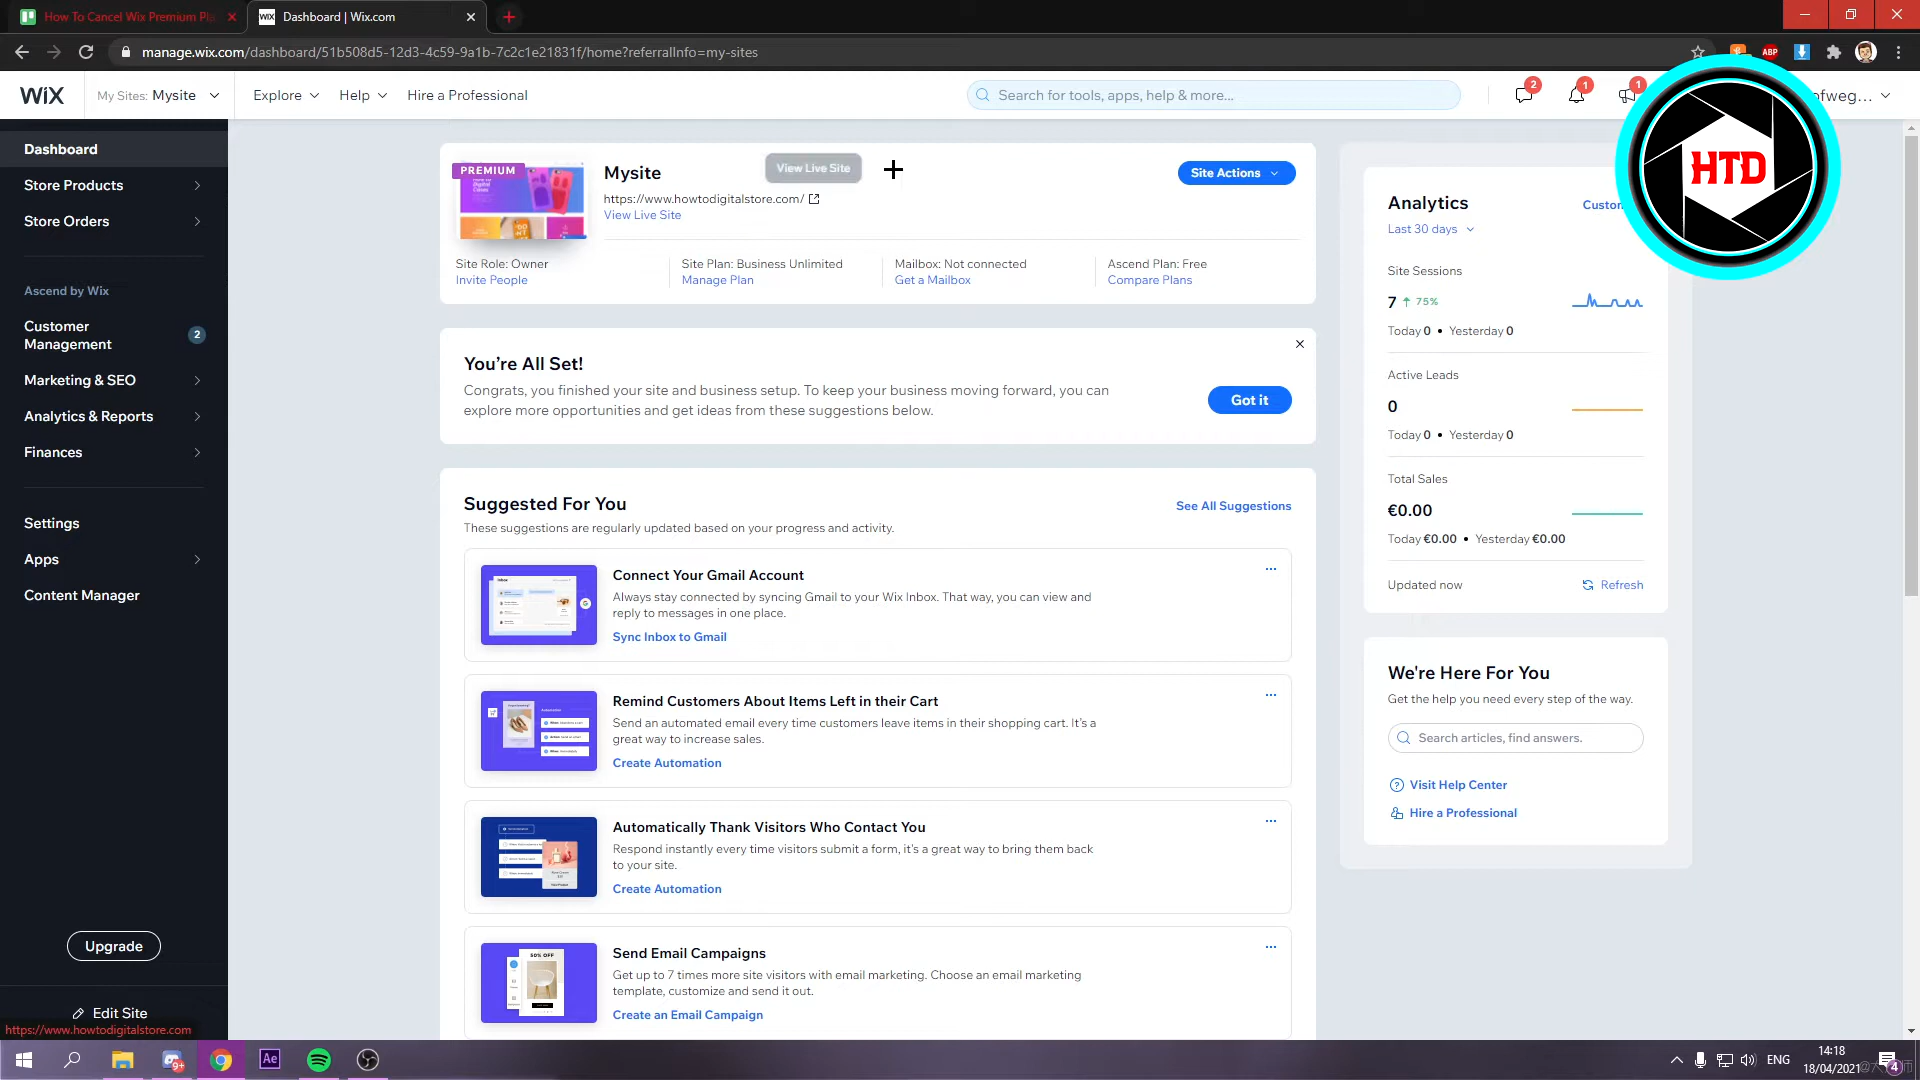 How To Cancel Wix Premium Pla
WiX Dashboard | Wix.com
manage.wix.com/dashboard/51b508d5-12d3-4c59-9a1b-7c2c1e21831f/home?referralInfo=my-sites
ABP
WiX My Sites: Mysite Explore Help Hire a Professional Search for tools, apps, help & more... 2 1 1 ofweg...
HTD
Dashboard
Store Products
Store Orders
Ascend by Wix
Customer
Management 2
Marketing & SEO
Analytics & Reports
Finances
Settings
Apps
Content Manager
Upgrade
Edit Site
https://www.howtodigitalstore.com
PREMIUM
Mysite
View Live Site
Site Actions
https://www.howtodigitalstore.com/
View Live Site
Site Role: Owner
Invite People
Site Plan: Business Unlimited
Manage Plan
Mailbox: Not connected
Get a Mailbox
Ascend Plan: Free
Compare Plans
You're All Set!
Congrats, you finished your site and business setup. To keep your business moving forward, you can
explore more opportunities and get ideas from these suggestions below.
Got it
Suggested For You
See All Suggestions
These suggestions are regularly updated based on your progress and activity.
Connect Your Gmail Account
Always stay connected by syncing Gmail to your Wix Inbox. That way, you can view and
reply to messages in one place.
Sync Inbox to Gmail
Remind Customers About Items Left in their Cart
Send an automated email every time customers leave items in their shopping cart. It's a
great way to increase sales.
Create Automation
Automatically Thank Visitors Who Contact You
Respond instantly every time visitors submit a form, it's a great way to bring them back
to your site.
Create Automation
50% OFF
Send Email Campaigns
Get up to 7 times more site visitors with email marketing. Choose an email marketing
template, customize and send it out.
Create an Email Campaign
Analytics
Custom
Last 30 days
Site Sessions
7 75%
Today 0 • Yesterday 0
Active Leads
0
Today 0 • Yesterday 0
Total Sales
€0.00
Today €0.00 • Yesterday €0.00
Updated now
Refresh
We're Here For You
Get the help you need every step of the way.
Search articles, find answers.
Visit Help Center
Hire a Professional
9+
Ae
ENG
14:18
18/04/2021
4